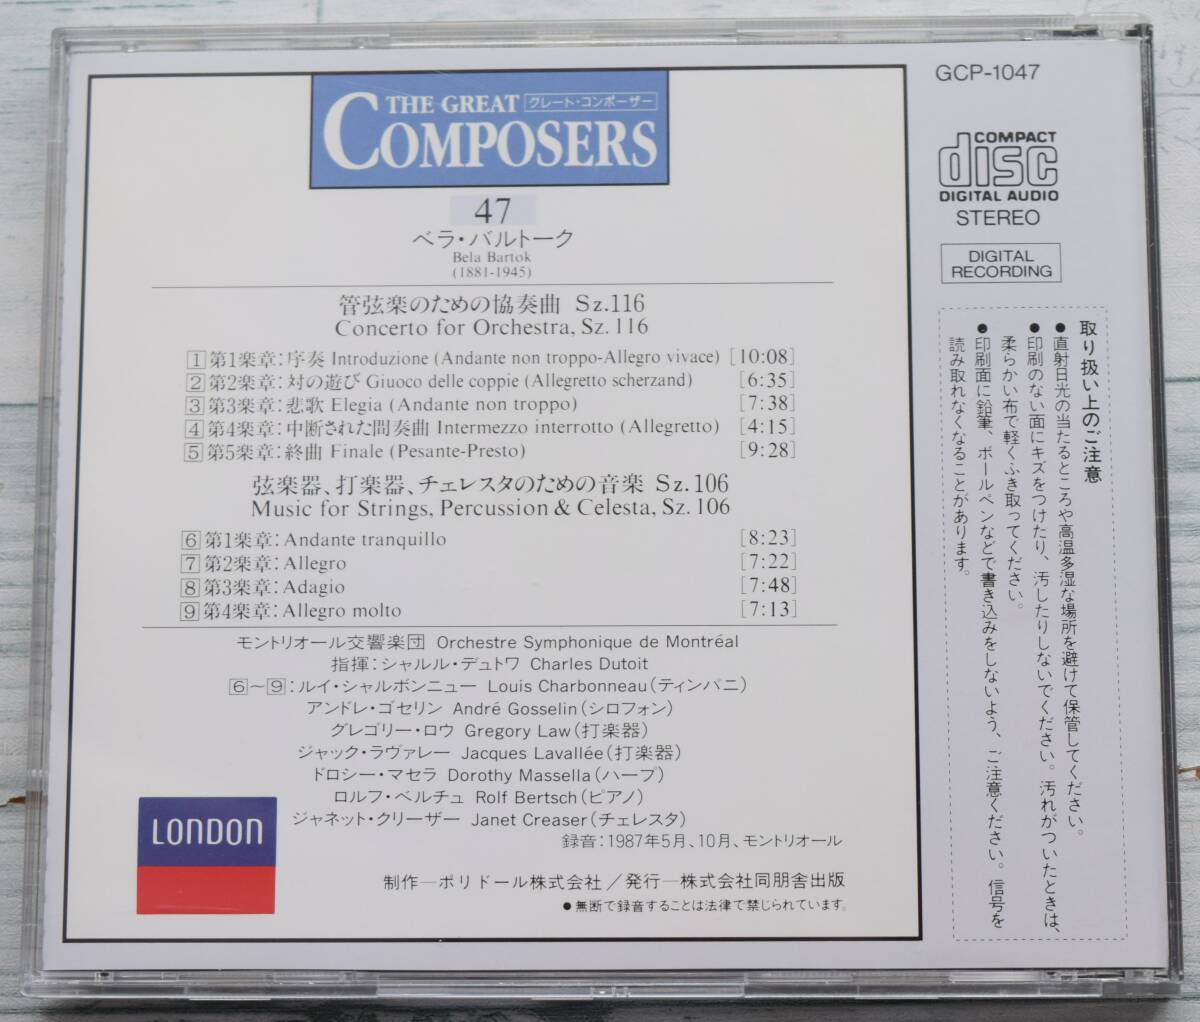 THE GREAT グレート・コンポーザー
COMPOSERS
47
ベラ・バルトーク
Bela Bartok
(1881-1945)
管弦楽のための協奏曲 Sz.116
Concerto for Orchestra, Sz.116
1 第1楽章:序奏 Introduzione (Andante non troppo-Allegro vivace) [10:08]
2 第2楽章:対の遊び Giuoco delle coppie (Allegretto scherzand) [6:35]
3 第3楽章:悲歌 Elegia (Andante non troppo) [7:38]
4 第4楽章:中断された間奏曲 Intermezzo interrotto (Allegretto) [4:15]
5 第5楽章:終曲 Finale (Pesante-Presto) [9:28]
弦楽器、打楽器、チェレスタのための音楽 Sz.106
Music for Strings, Percussion & Celesta, Sz.106
6 第1楽章:Andante tranquillo [8:23]
7 第2楽章:Allegro [7:22]
8 第3楽章:Adagio [7:48]
9 第4楽章:Allegro molto [7:13]
モントリオール交響楽団 Orchestre Symphonique de Montréal
指揮:シャルル・デュトワ Charles Dutoit
6～9:ルイ・シャルボンニュー Louis Charbonneau(ティンパニ)
アンドレ・ゴセリン André Gosselin(シロフォン)
グレゴリー・ロウ Gregory Law(打楽器)
ジャック・ラヴァレー Jacques Lavallée(打楽器)
ドロシー・マセラ Dorothy Massella(ハープ)
ロルフ・ベルチュ Rolf Bertsch(ピアノ)
ジャネット・クリーザー Janet Creaser(チェレスタ)
録音:1987年5月、10月、モントリオール
LONDON
制作―ポリドール株式会社/発行―株式会社同朋舎出版
●無断で録音することは法律で禁じられています。
GCP-1047
COMPACT
disc
DIGITAL AUDIO
STEREO
DIGITAL
RECORDING
取り扱い上のご注意
●直射日光の当たるところや高温多湿な場所を避けて保管してください。
●印刷のない面にキズをつけたり、汚したりしないでください。汚れがついたときは、
柔らかい布で軽くふき取ってください。
●印刷面に鉛筆、ボールペンなどで書き込みをしないよう、ご注意ください。信号を
読み取れなくなることがあります。